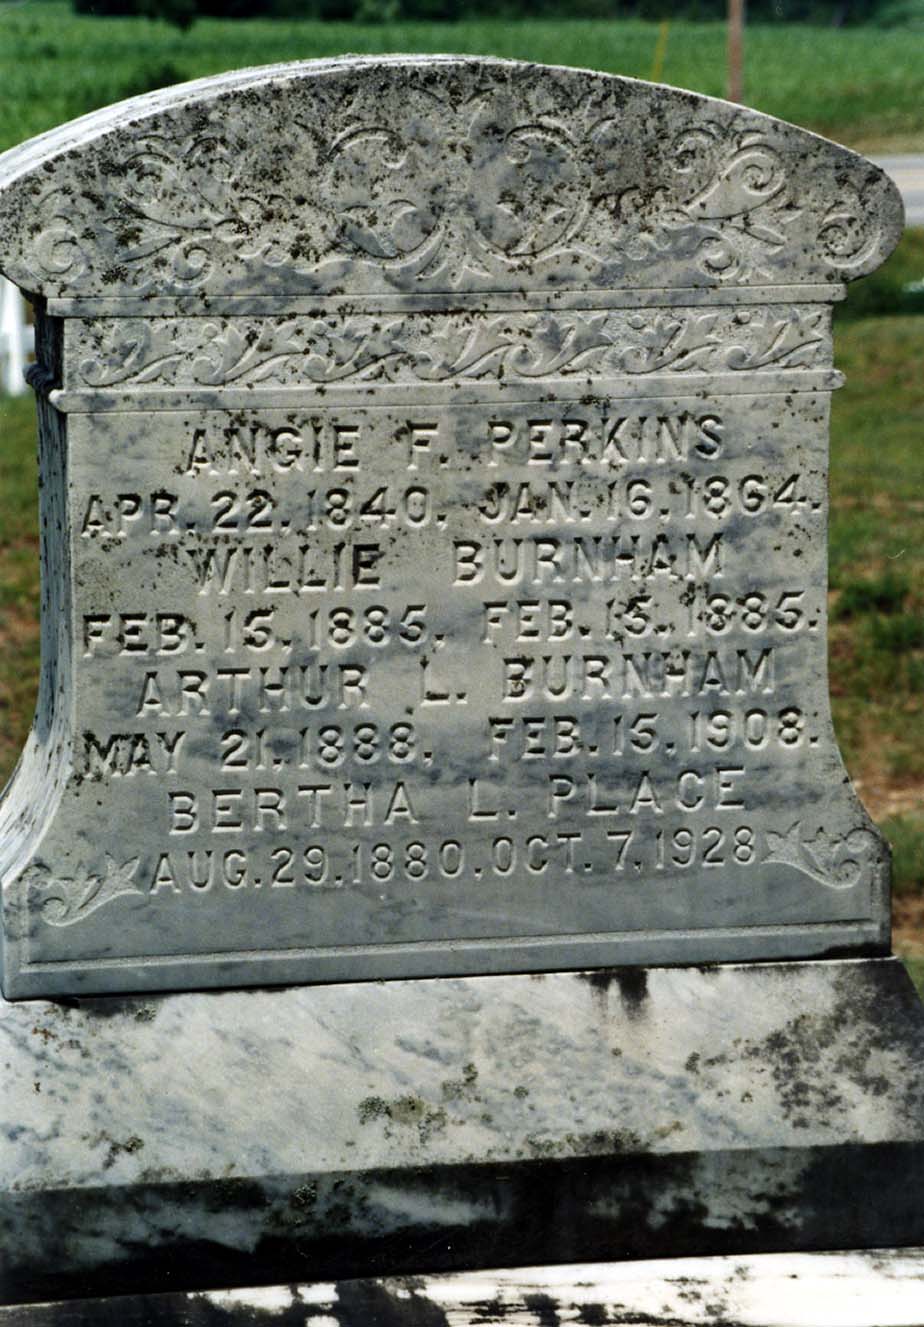 ANGIE F. PERKINS
APR. 22, 1840, JAN. 16, 1864.
WILLIE BURNHAM
FEB. 15, 1885, FEB. 15, 1885.
ARTHUR L. BURNHAM
MAY 21, 1888, FEB. 15, 1908.
BERTHA L. PLACE
AUG. 29. 1880. OCT. 7, 1928